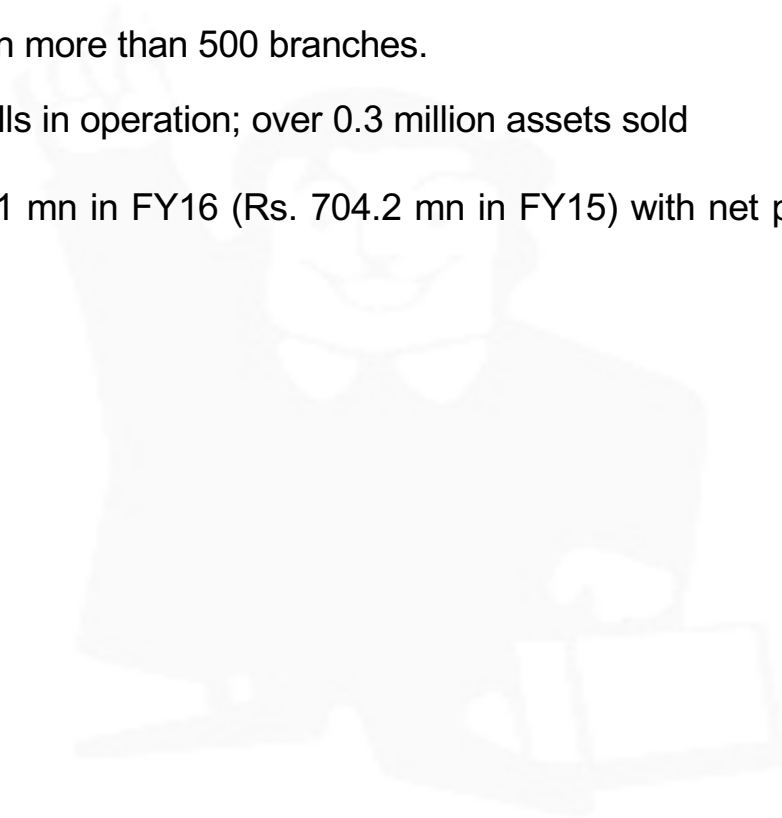 n more than 500 branches.
lls in operation; over 0.3 million assets sold
1 mn in FY16 (Rs. 704.2 mn in FY15) with net p